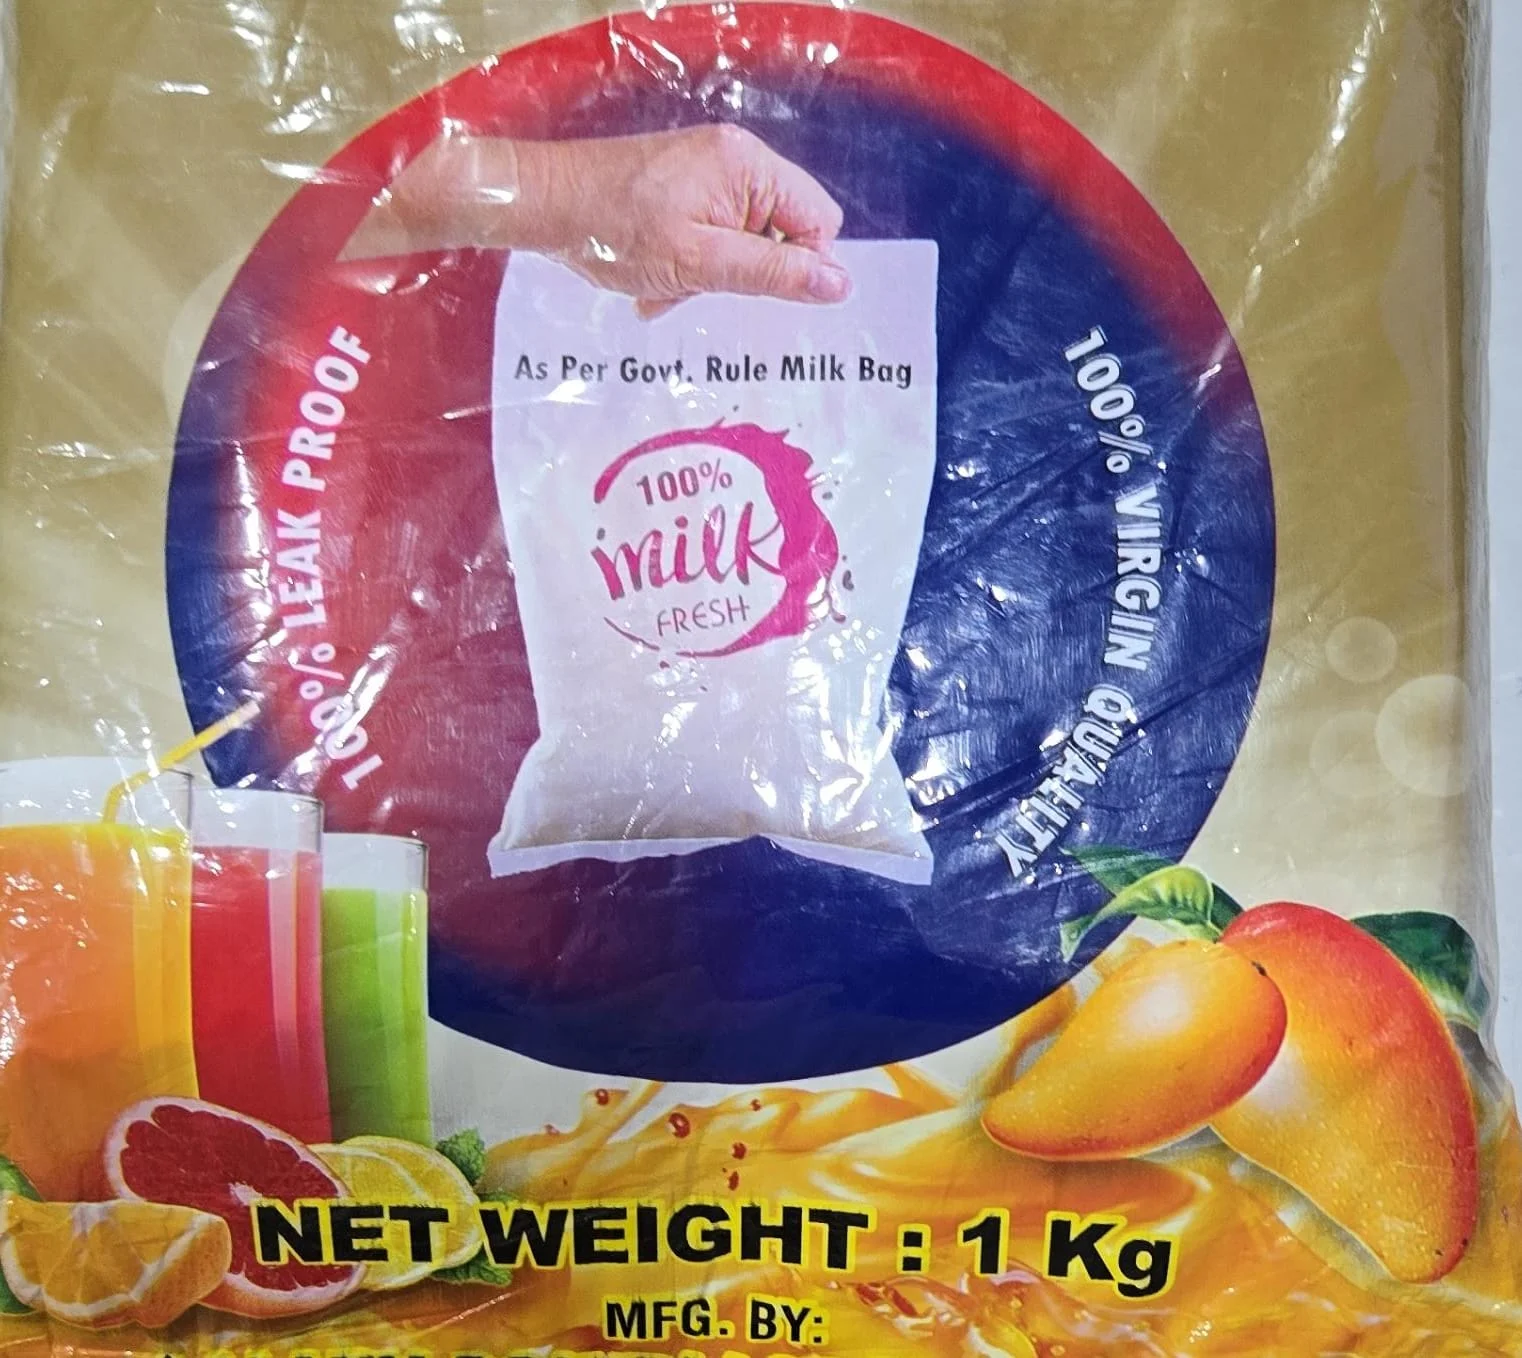 100% LEAK PROOF
As Per Govt. Rule Milk Bag
100%
milk
FRESH
100% VIIRGIN QUALITY
NET WEIGHT : 1 Kg
MFG. BY: